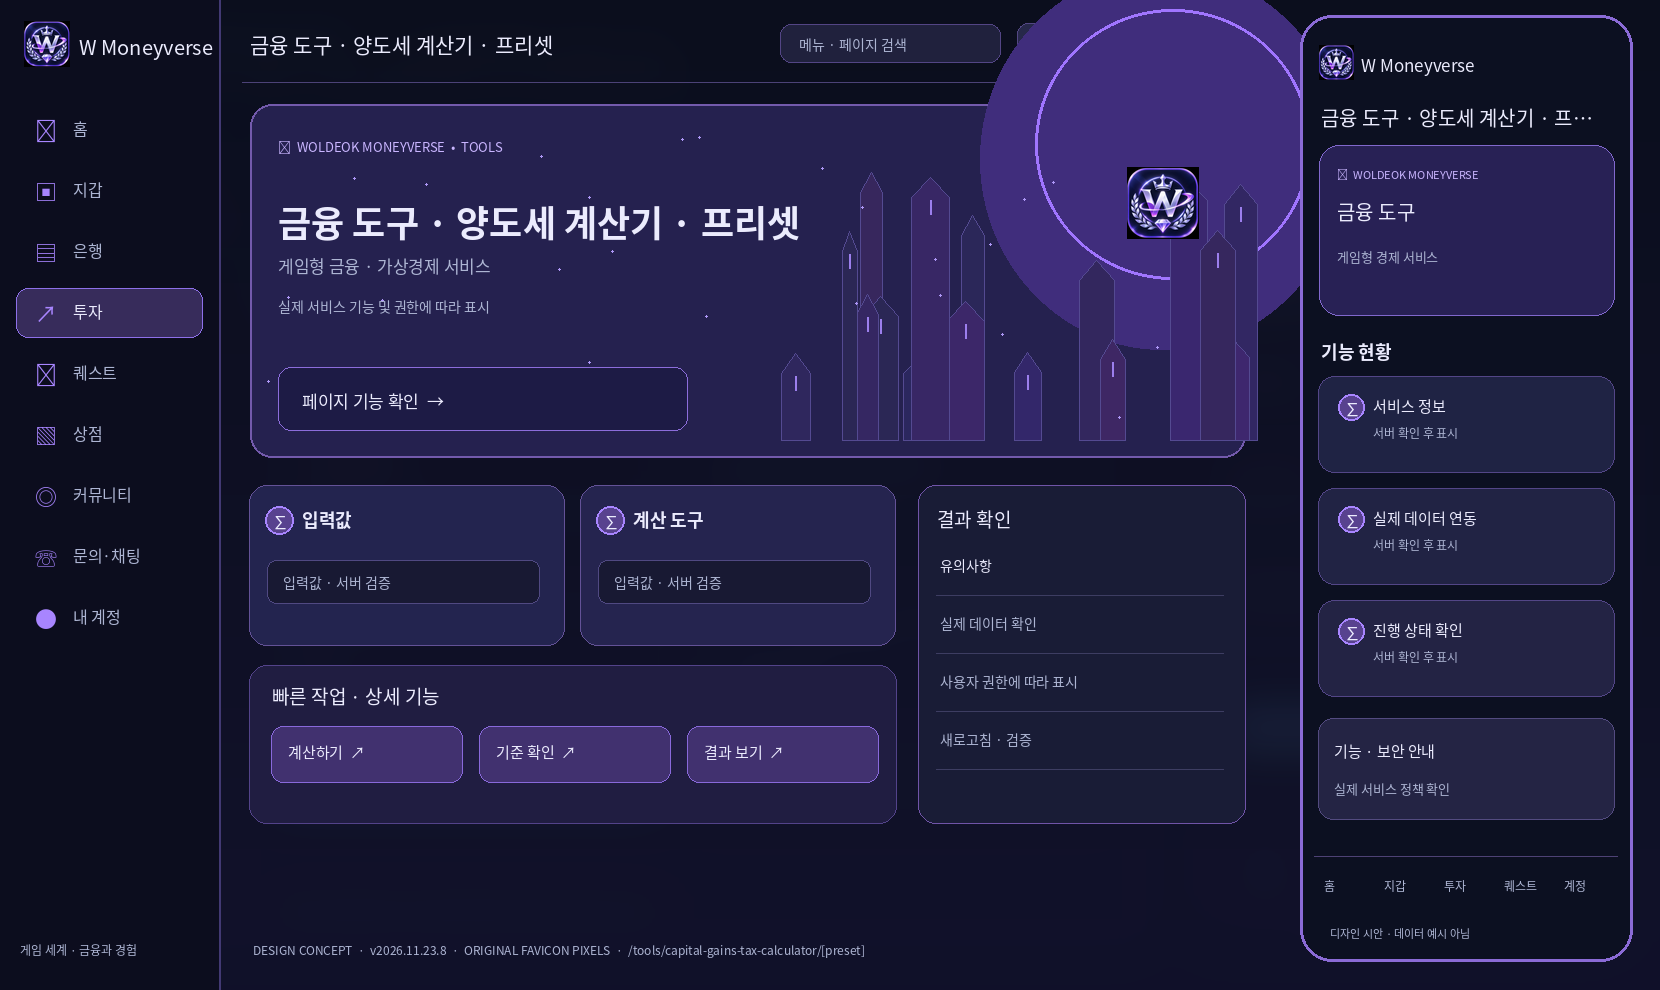 W Moneyverse
홈
지갑
은행
투자
퀘스트
상점
커뮤니티
문의·채팅
내 계정
게임 세계 · 금융과 경험
금융 도구 · 양도세 계산기 · 프리셋
메뉴 · 페이지 검색
WOLDEOK MONEYVERSE • TOOLS
금융 도구 · 양도세 계산기 · 프리셋
게임형 금융 · 가상경제 서비스
실제 서비스 기능 및 권한에 따라 표시
페이지 기능 확인 →
W
∑ 입력값
입력값 · 서버 검증
∑ 계산 도구
입력값 · 서버 검증
결과 확인
유의사항
실제 데이터 확인
사용자 권한에 따라 표시
새로고침 · 검증
빠른 작업 · 상세 기능
계산하기 ↗
기준 확인 ↗
결과 보기 ↗
DESIGN CONCEPT · v2026.11.23.8 · ORIGINAL FAVICON PIXELS · /tools/capital-gains-tax-calculator/[preset]
W Moneyverse
금융 도구 · 양도세 계산기 · 프…
WOLDEOK MONEYVERSE
금융 도구
게임형 경제 서비스
기능 현황
∑ 서비스 정보
서버 확인 후 표시
∑ 실제 데이터 연동
서버 확인 후 표시
∑ 진행 상태 확인
서버 확인 후 표시
기능 · 보안 안내
실제 서비스 정책 확인
홈 지갑 투자 퀘스트 계정
디자인 시안 · 데이터 예시 아님